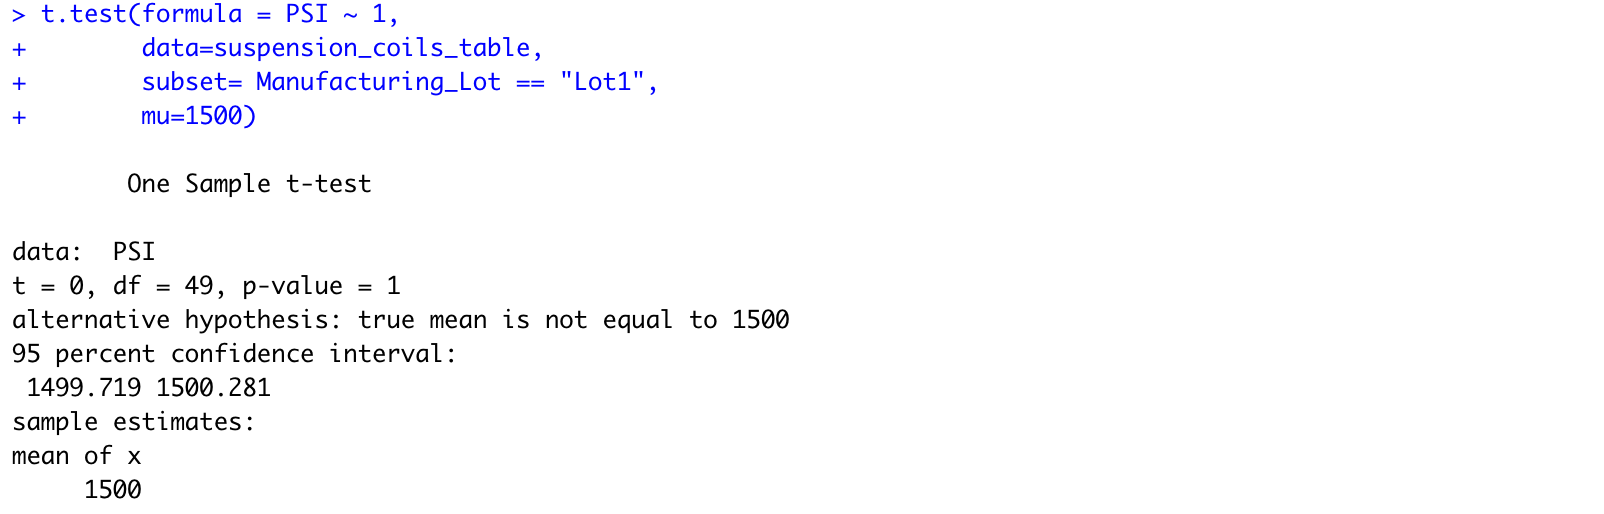 > t.test(formula = PSI ~ 1,
+        data=suspension_coils_table,
+        subset= Manufacturing_Lot == "Lot1",
+        mu=1500)

        One Sample t-test

data:  PSI
t = 0, df = 49, p-value = 1
alternative hypothesis: true mean is not equal to 1500
95 percent confidence interval:
 1499.719 1500.281
sample estimates:
mean of x
     1500